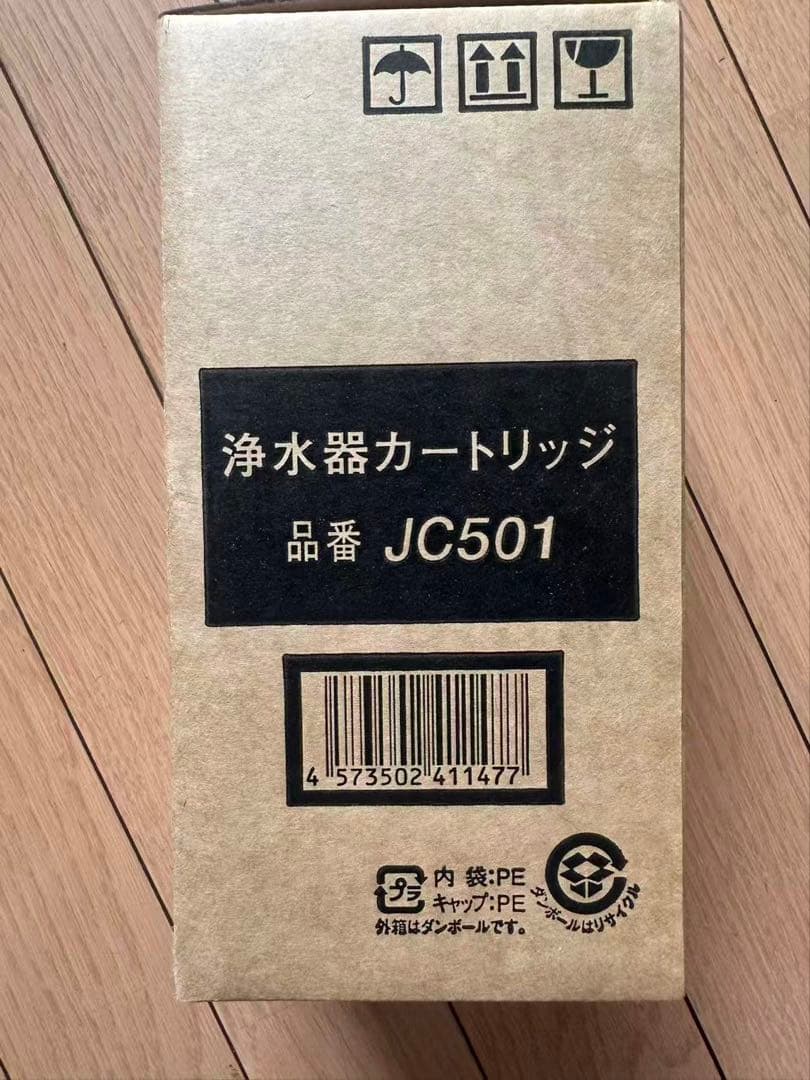 浄水器カートリッジ
品番 JC501
4 573502 411477
プラ
内 袋:PE
キャップ:PE
外箱はダンボールです。
ダンボールはリサイクル